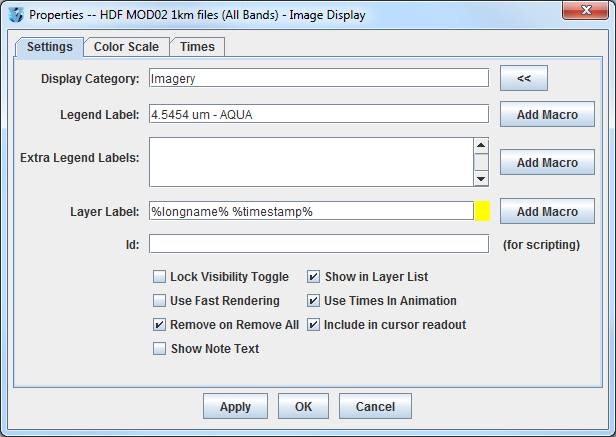 Properties -- HDF MOD02 1km files (All Bands) - Image Display
Settings Color Scale Times
Display Category: Imagery <<
Legend Label: 4.5454 um - AQUA Add Macro
Extra Legend Labels: Add Macro
Layer Label: %longname% %timestamp% Add Macro
Id: (for scripting)
Lock Visibility Toggle Show in Layer List
Use Fast Rendering Use Times In Animation
Remove on Remove All Include in cursor readout
Show Note Text
Apply OK Cancel